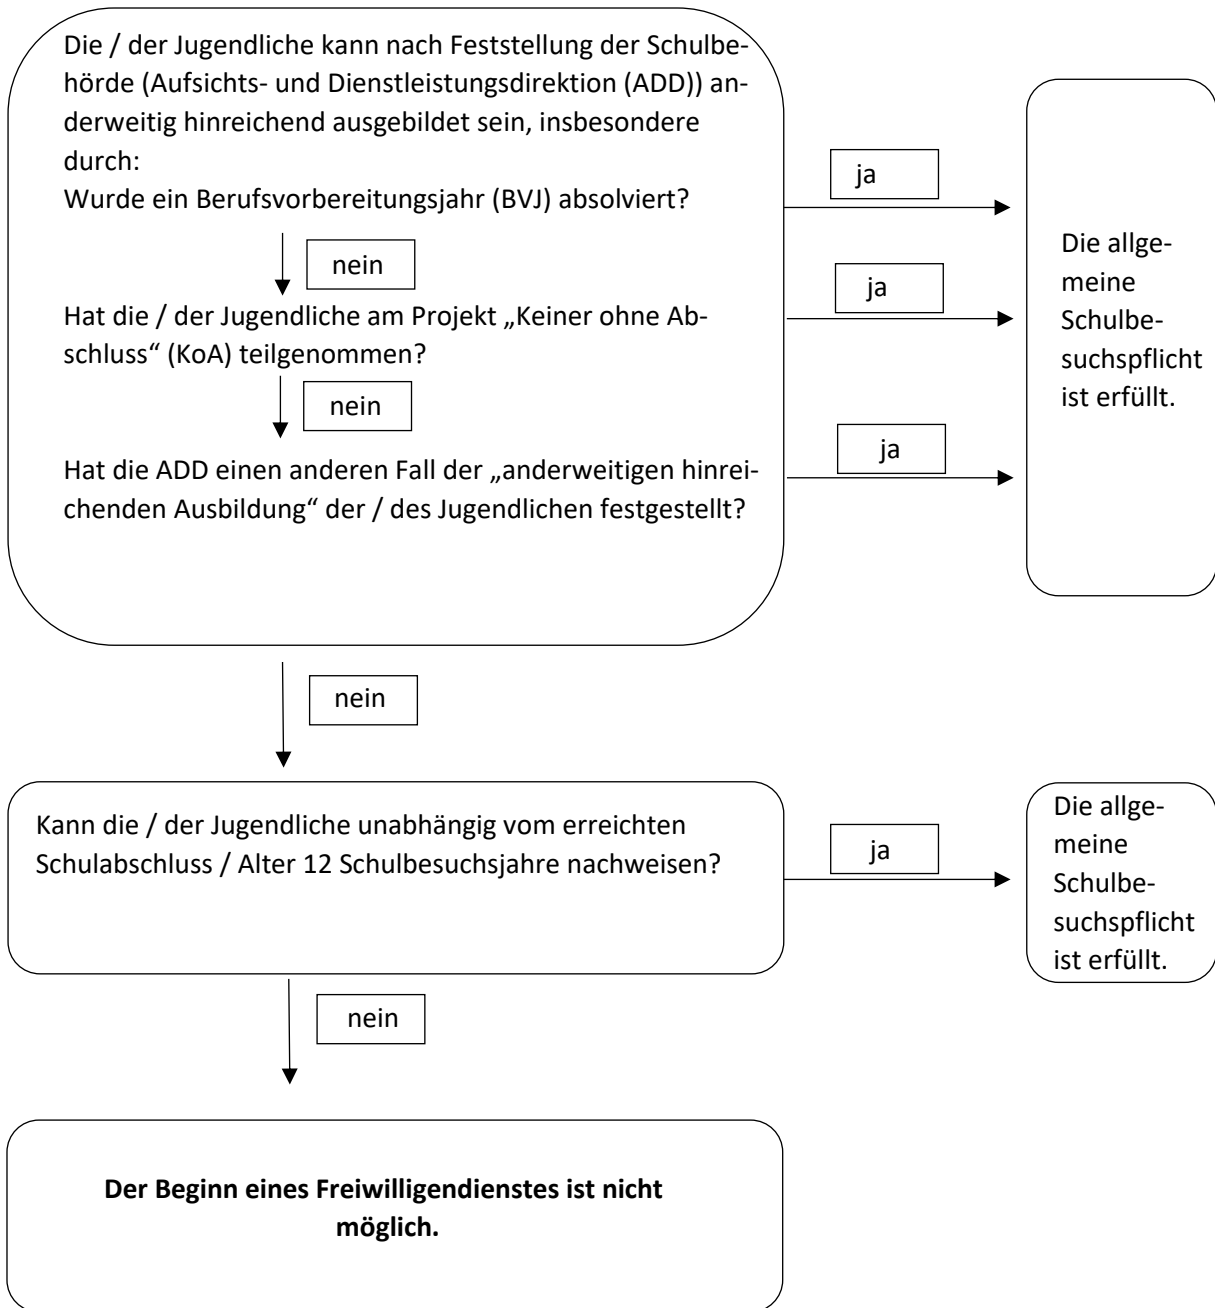 Die / der Jugendliche kann nach Feststellung der Schulbe-
hörde (Aufsichts- und Dienstleistungsdirektion (ADD)) an-
derweitig hinreichend ausgebildet sein, insbesondere
durch:
Wurde ein Berufsvorbereitungsjahr (BVJ) absolviert?
ja
nein
Hat die / der Jugendliche am Projekt „Keiner ohne Ab-
schluss“ (KoA) teilgenommen?
ja
nein
Hat die ADD einen anderen Fall der „anderweitigen hinrei-
chenden Ausbildung“ der / des Jugendlichen festgestellt?
ja
Die allge-
meine
Schulbe-
suchspflicht
ist erfüllt.
nein
Kann die / der Jugendliche unabhängig vom erreichten
Schulabschluss / Alter 12 Schulbesuchsjahre nachweisen?
ja
Die allge-
meine
Schulbe-
suchspflicht
ist erfüllt.
nein
Der Beginn eines Freiwilligendienstes ist nicht
möglich.